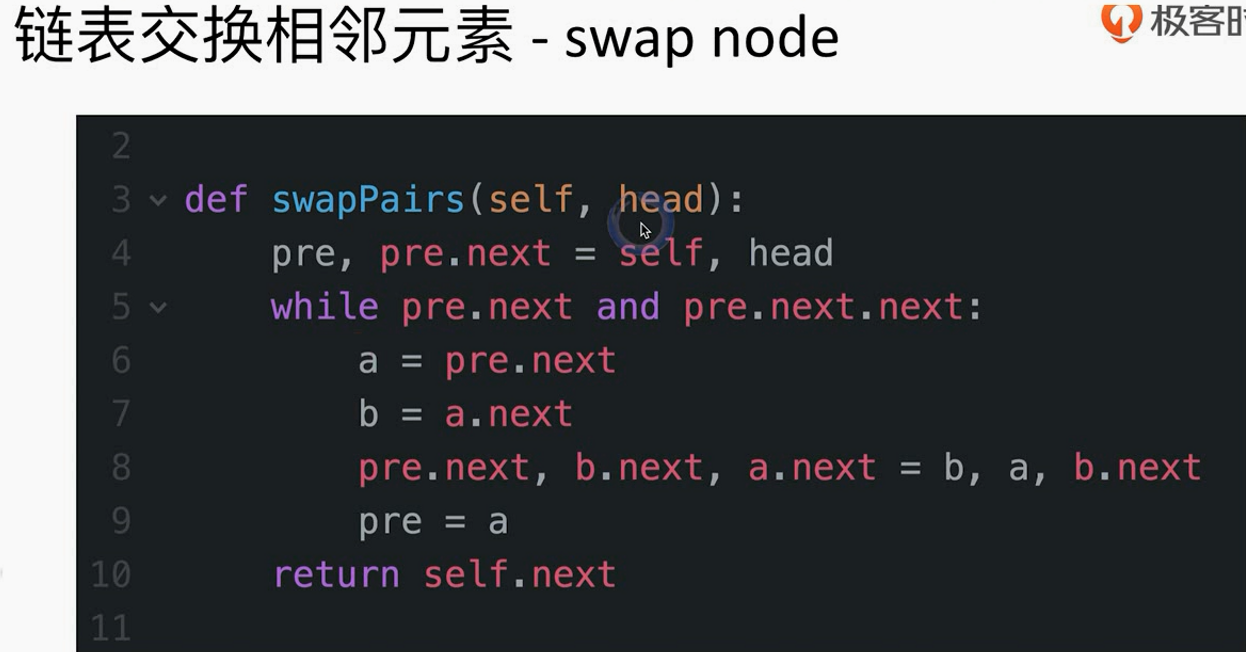 链表交换相邻元素 - swap node
极客时
2
3 def swapPairs(self, head):
4 pre, pre.next = self, head
5 while pre.next and pre.next.next:
6 a = pre.next
7 b = a.next
8 pre.next, b.next, a.next = b, a, b.next
9 pre = a
10 return self.next
11